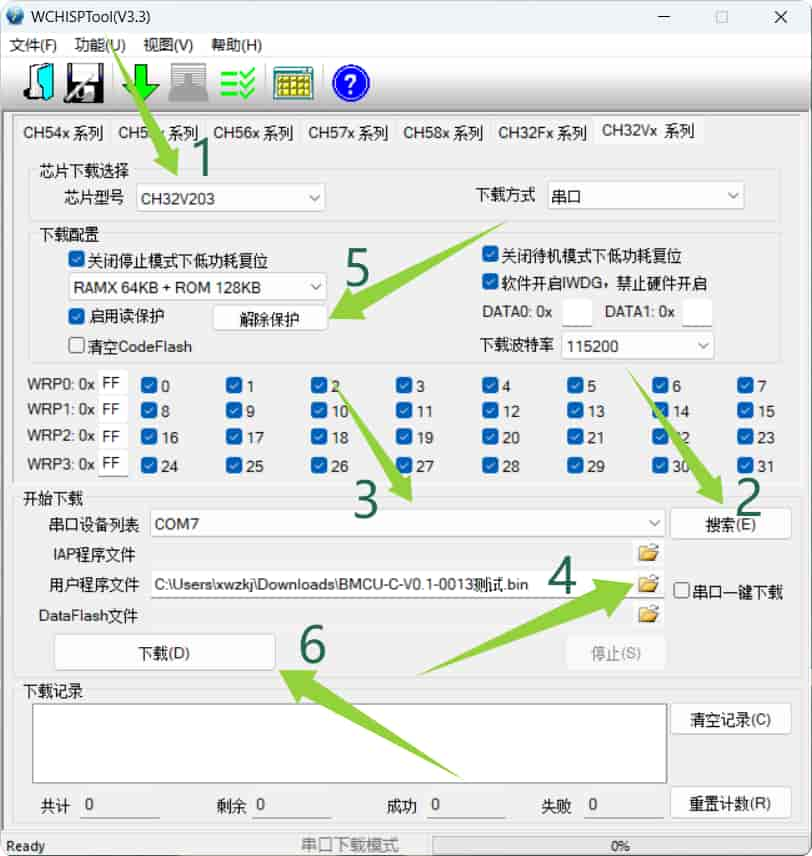 WCHISPTool(V3.3)
文件(F) 功能(U) 视图(V) 帮助(H)
CH54x 系列 CH5 系列 CH56x 系列 CH57x 系列 CH58x 系列 CH32Fx 系列 CH32Vx 系列
1
芯片下载选择
芯片型号 CH32V203 下载方式 串口
下载配置
关闭停止模式下低功耗复位 5 关闭待机模式下低功耗复位
RAMX 64KB + ROM 128KB 软件开启IWDG，禁止硬件开启
启用读保护 解除保护 DATA0: 0x DATA1: 0x
清空CodeFlash 下载波特率 115200
WRP0: 0x FF 0 1 2 3 4 5 6 7
WRP1: 0x FF 8 9 10 11 12 13 14 15
WRP2: 0x FF 16 17 18 19 20 21 22 23
WRP3: 0x FF 24 25 26 27 28 29 30 31
开始下载 3 2
串口设备列表 COM7 搜索(E)
IAP程序文件
用户程序文件 C:\Users\xwzkj\Downloads\BMCU-C-V0.1-0013测试.bin 4 串口一键下载
DataFlash文件
下载(D) 6 停止(S)
下载记录
清空记录(C)
共计 0 剩余 0 成功 0 失败 0 重置计数(R)
Ready 串口下载模式 0%